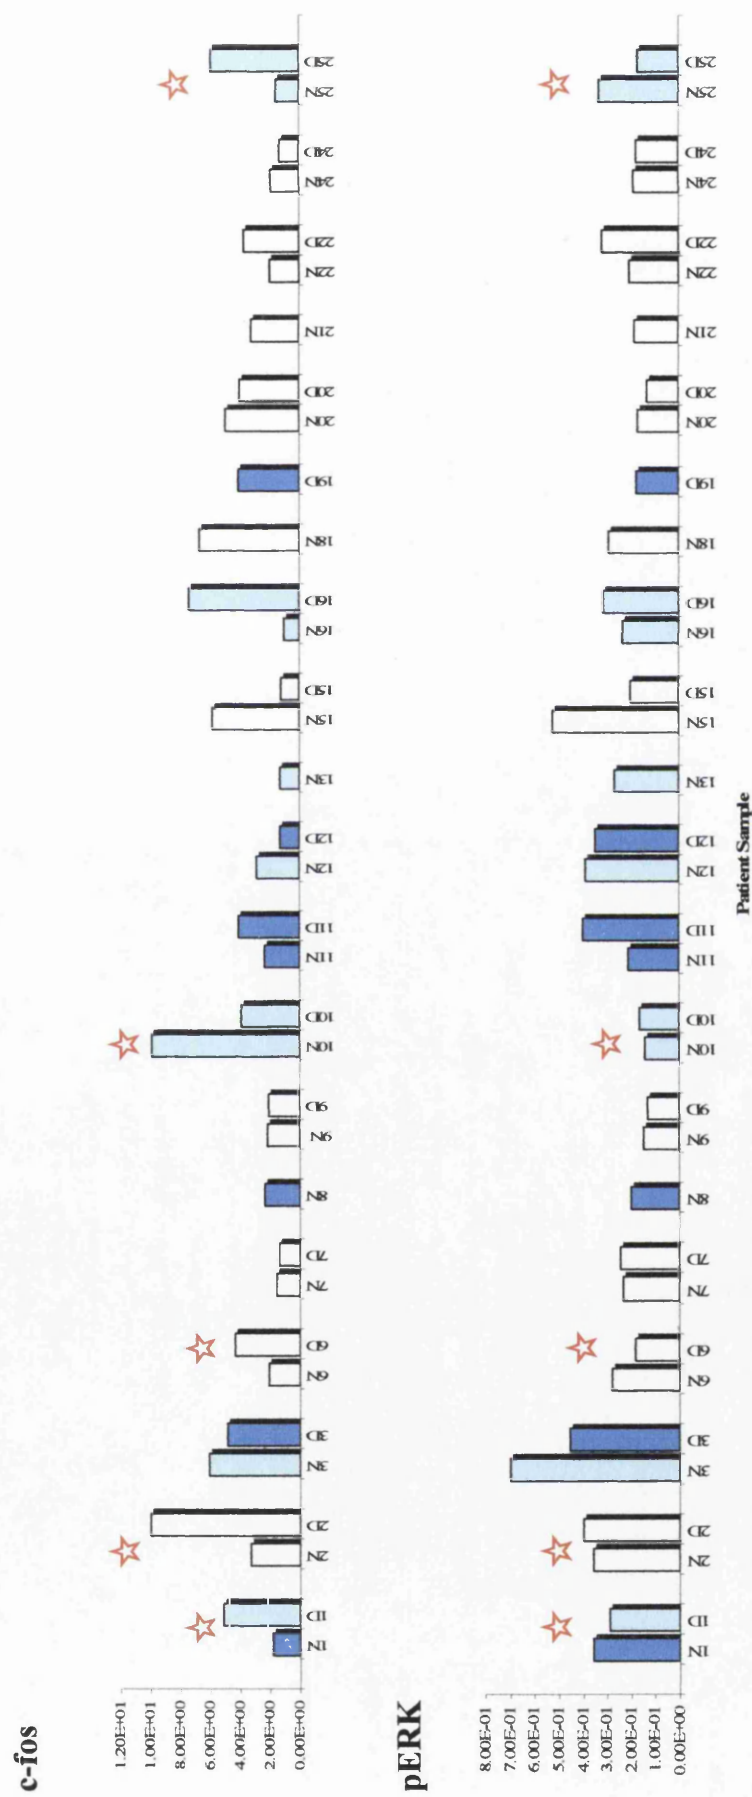 c-fos
1.20E+01
1.00E+01
8.00E+00
6.00E+00
4.00E+00
2.00E+00
0.00E+00
1N 1D 2N 2D 3N 3D 6N 6D 7N 7D 8N 9N 9D 10N 10D 11N 11D 12N 12D 13N 15N 15D 16N 16D 18N 19D 20N 20D 21N 22N 22D 24N 24D 25N 25D
pERK
8.00E-01
7.00E-01
6.00E-01
5.00E-01
4.00E-01
3.00E-01
2.00E-01
1.00E-01
0.00E+00
1N 1D 2N 2D 3N 3D 6N 6D 7N 7D 8N 9N 9D 10N 10D 11N 11D 12N 12D 13N 15N 15D 16N 16D 18N 19D 20N 20D 21N 22N 22D 24N 24D 25N 25D
Patient Sample